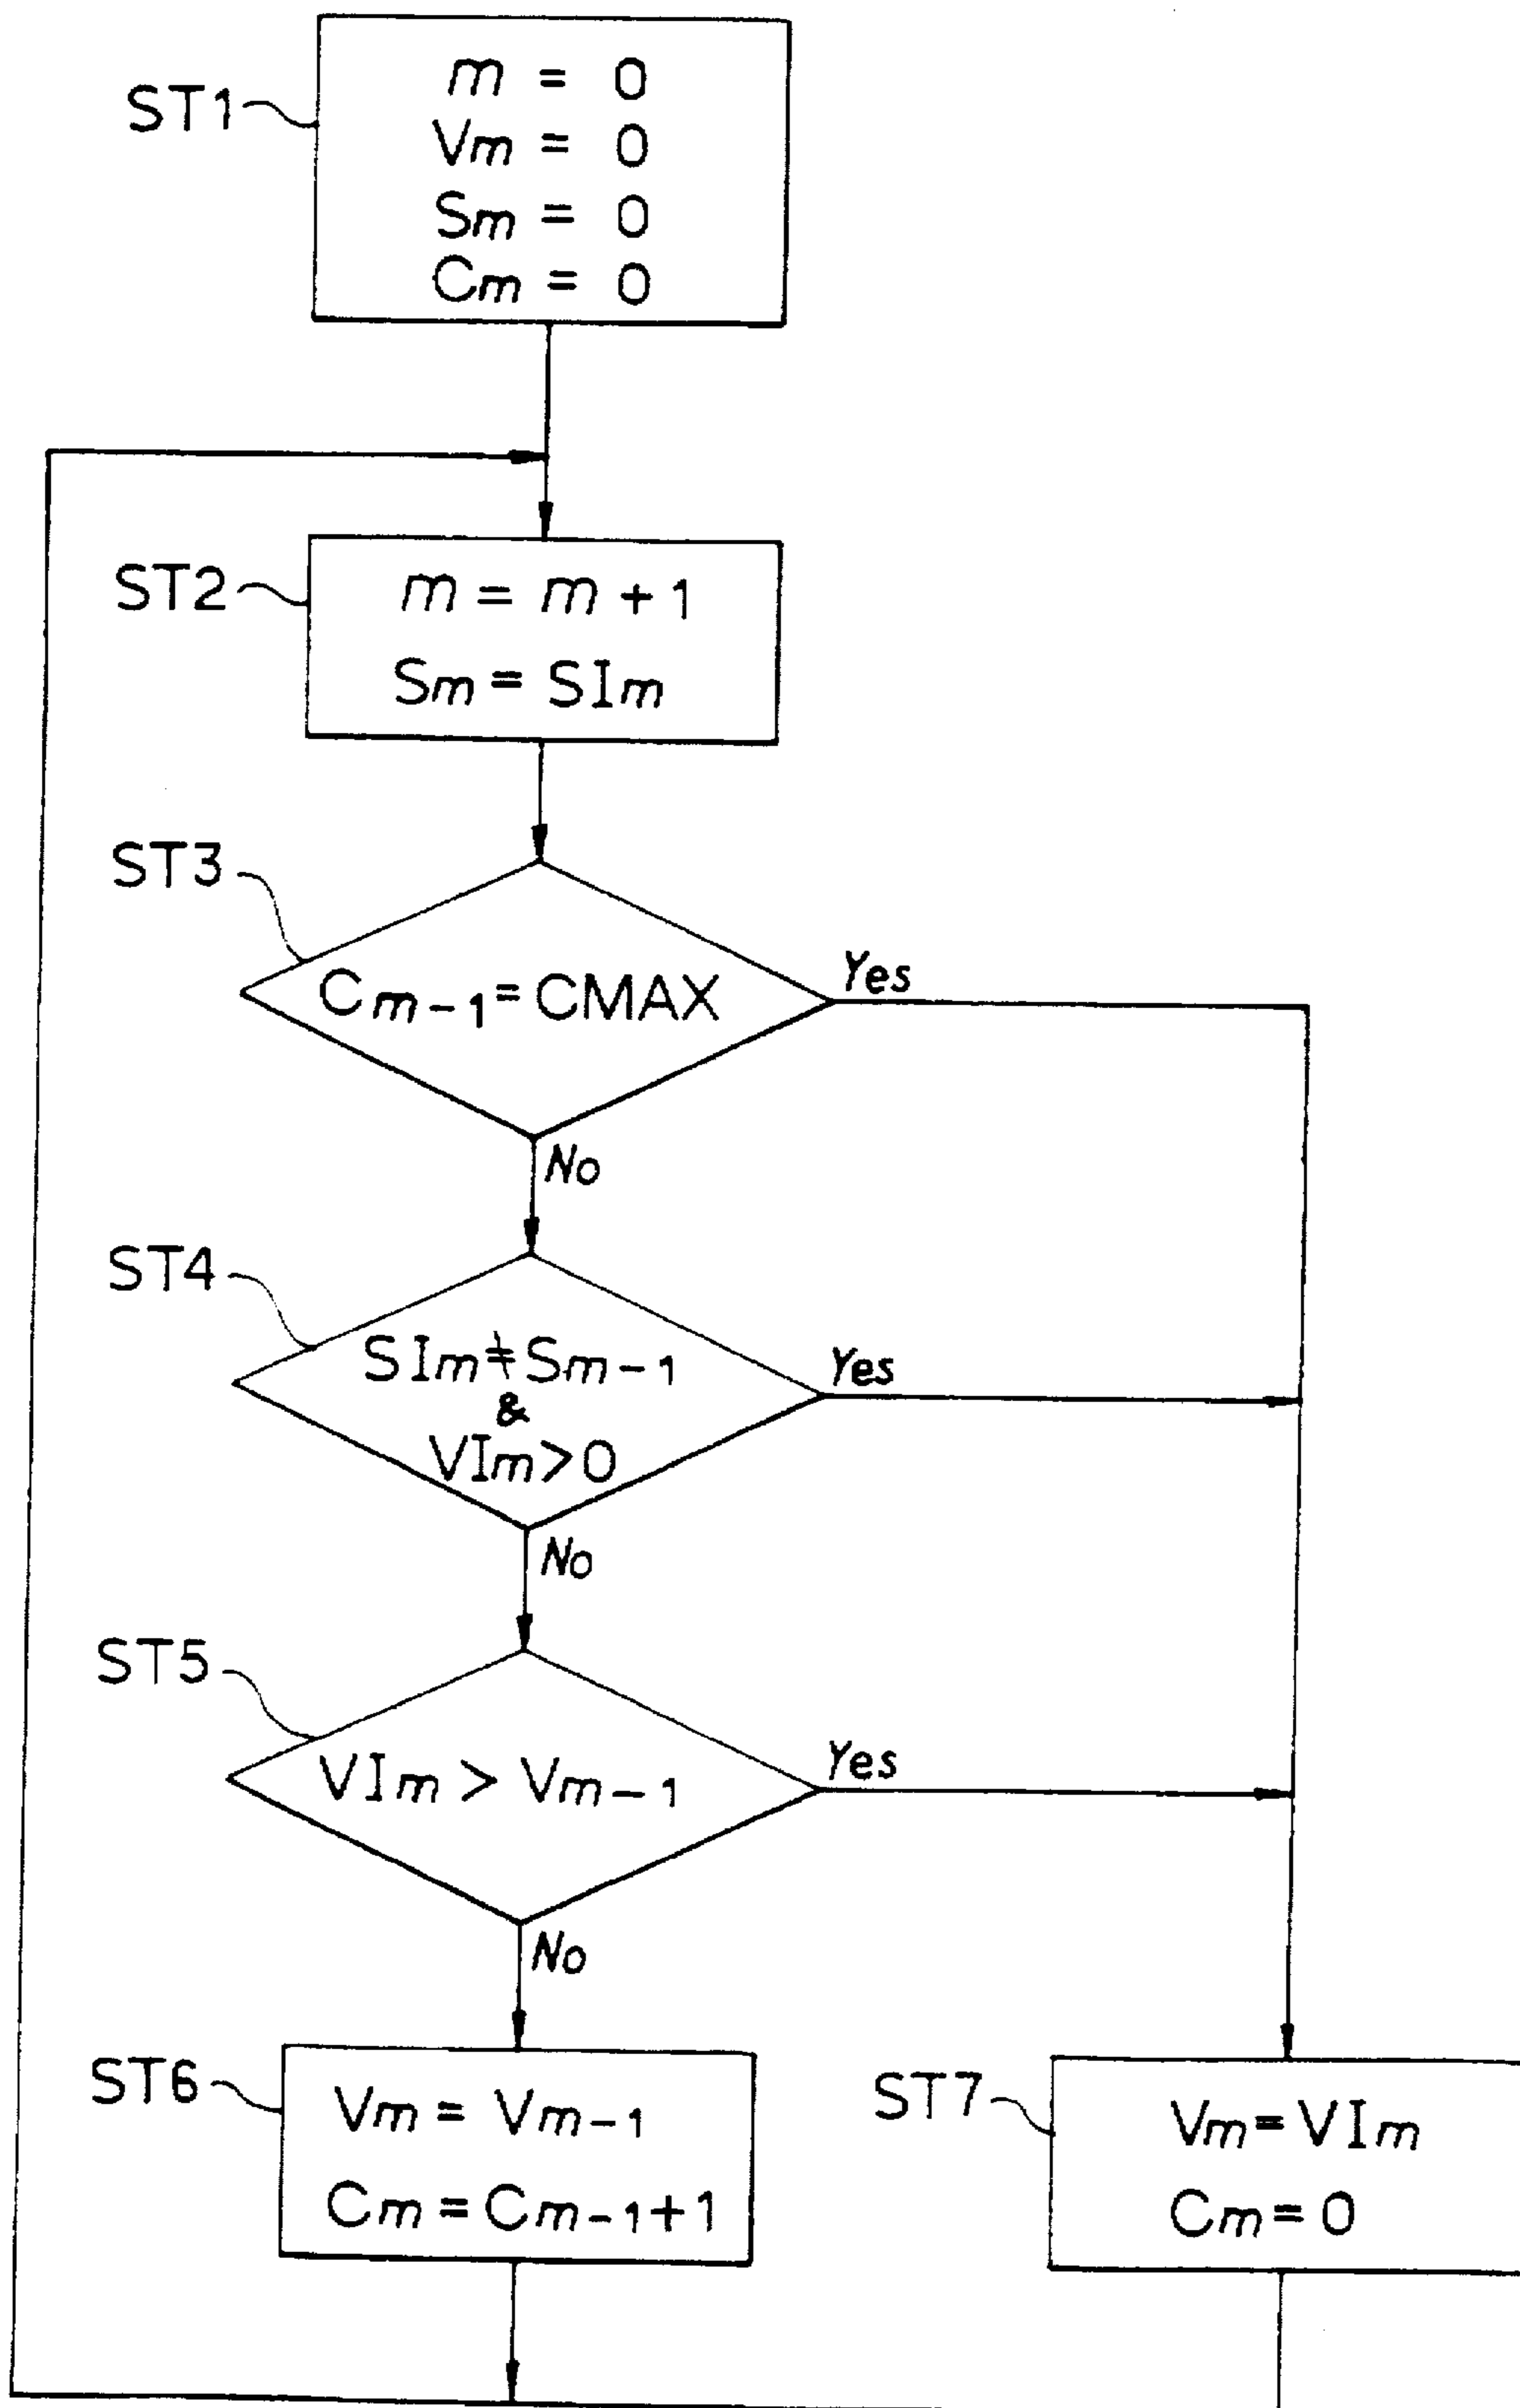 ST1
m = 0
Vm = 0
Sm = 0
Cm = 0
ST2
m = m + 1
Sm = SIm
ST3
Cm-1 = CMAX
Yes
No
ST4
SIm ≠ Sm-1
&
VIm > 0
Yes
No
ST5
VIm > Vm-1
Yes
No
ST6
Vm = Vm-1
Cm = Cm-1 + 1
ST7
Vm = VIm
Cm = 0